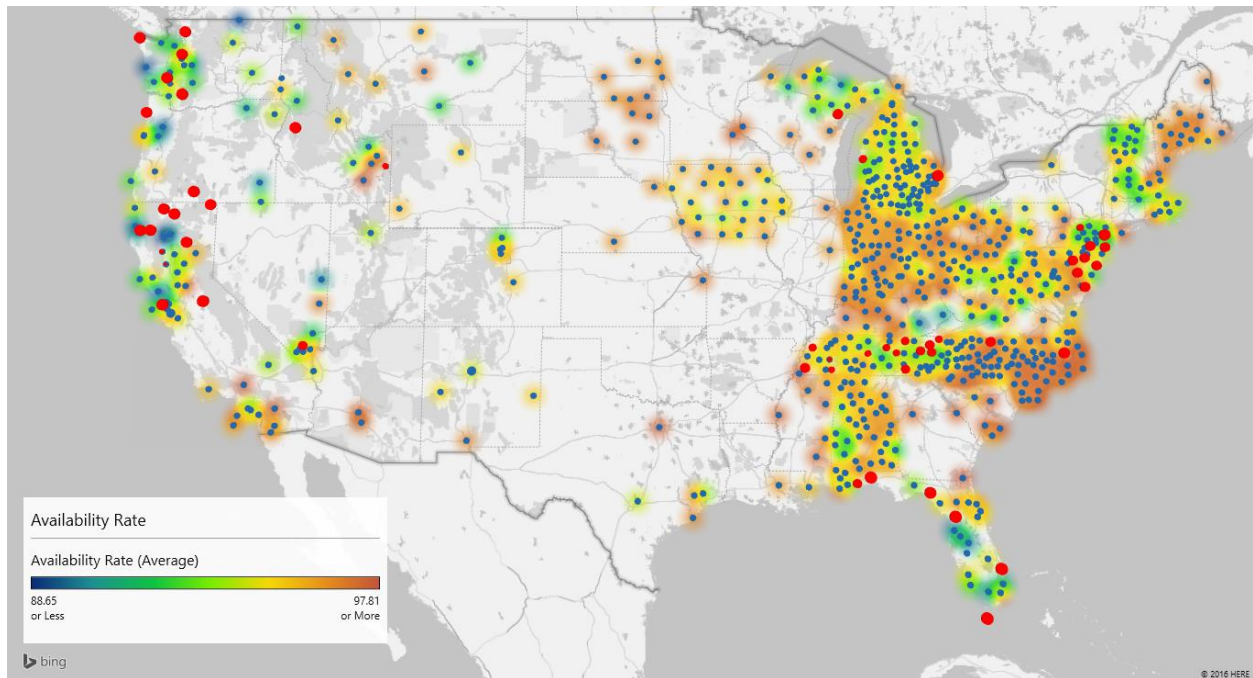 Availability Rate
Availability Rate (Average)
88.65 97.81
or Less or More
bing
© 2016 HERE